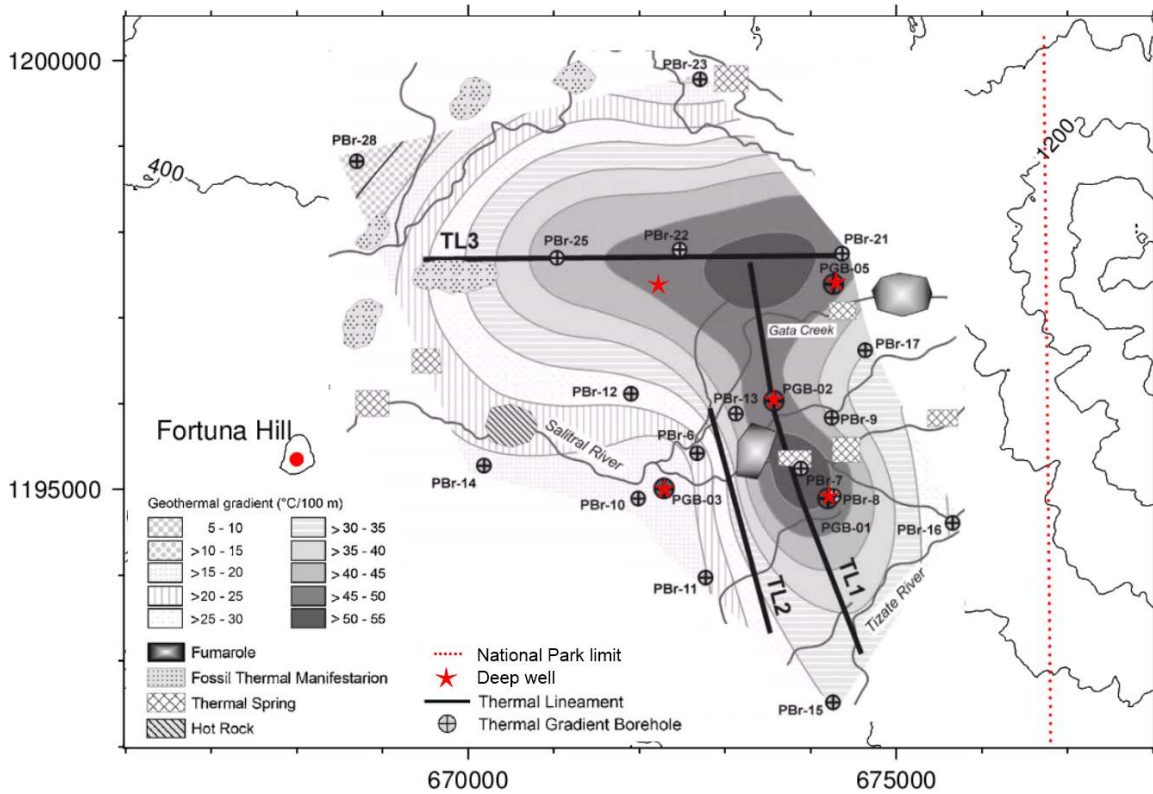 1200000
1195000
670000
675000
PBr-23
PBr-28
400
1200
TL3
PBr-25
PBr-22
PBr-21
PGB-05
Gata Creek
PBr-17
PBr-12
PGB-02
PBr-13
PBr-9
PBr-6
Salitral River
Fortuna Hill
PBr-14
PBr-10
PGB-03
PBr-7
PBr-8
PGB-01
PBr-16
PBr-11
TL2
TL1
Tizate River
PBr-15
Geothermal gradient (°C/100 m)
5 - 10
>10 - 15
>15 - 20
>20 - 25
>25 - 30
>30 - 35
>35 - 40
>40 - 45
>45 - 50
>50 - 55
Fumarole
Fossil Thermal Manifestarion
Thermal Spring
Hot Rock
National Park limit
Deep well
Thermal Lineament
Thermal Gradient Borehole